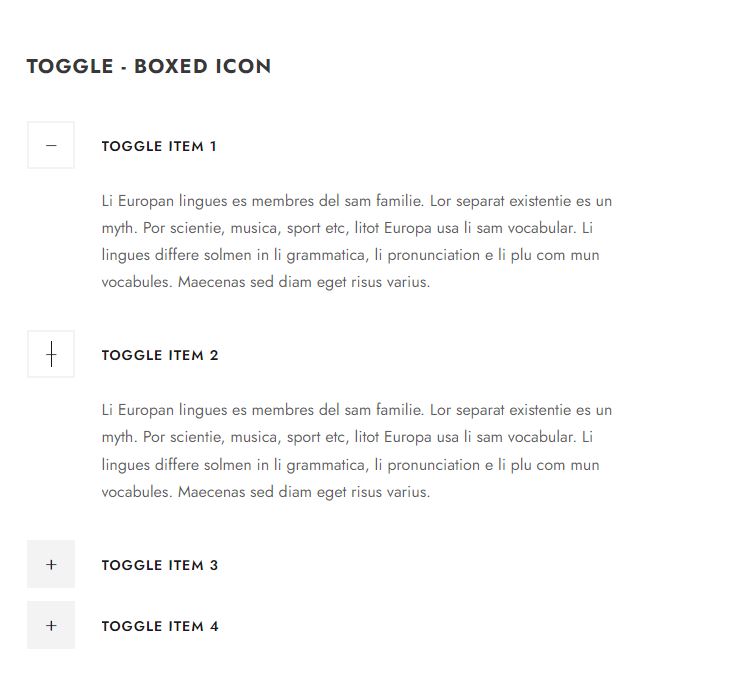 TOGGLE - BOXED ICON
TOGGLE ITEM 1
Li Europan lingues es membres del sam familie. Lor separat existentie es un
myth. Por scientie, musica, sport etc, litot Europa usa li sam vocabular. Li
lingues differe solmen in li grammatica, li pronunciation e li plu com mun
vocabules. Maecenas sed diam eget risus varius.
TOGGLE ITEM 2
Li Europan lingues es membres del sam familie. Lor separat existentie es un
myth. Por scientie, musica, sport etc, litot Europa usa li sam vocabular. Li
lingues differe solmen in li grammatica, li pronunciation e li plu com mun
vocabules. Maecenas sed diam eget risus varius.
TOGGLE ITEM 3
TOGGLE ITEM 4